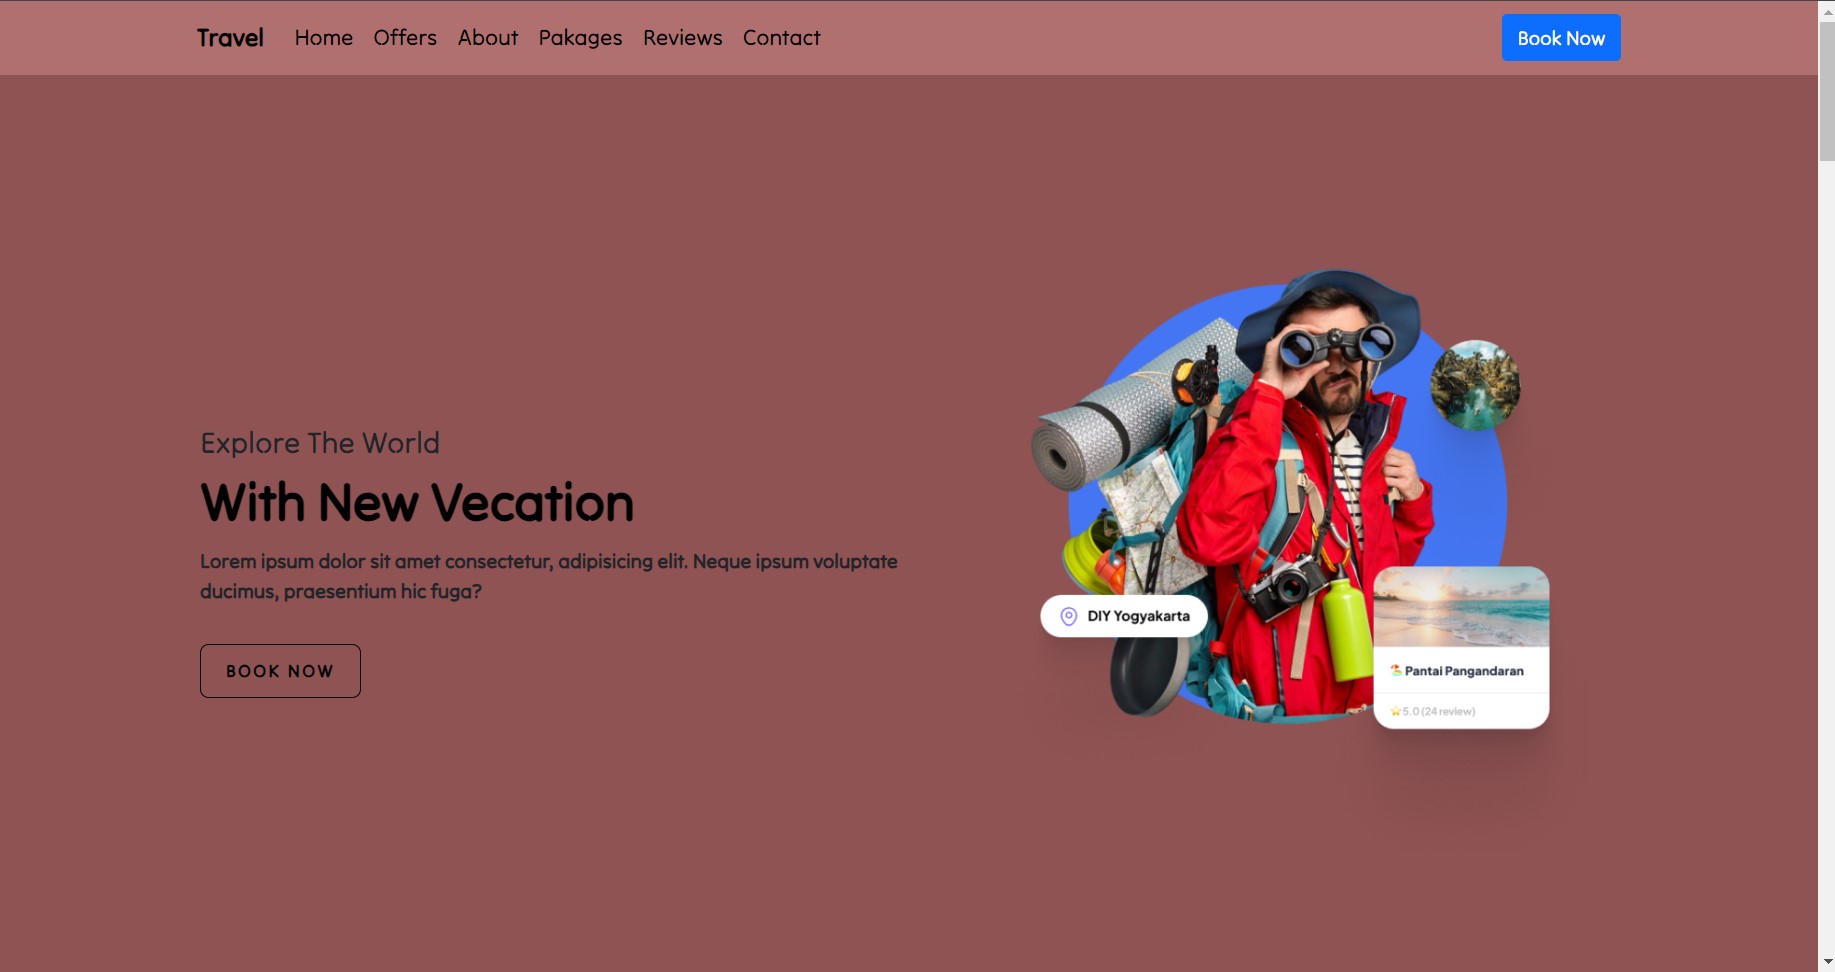 Travel Home Offers About Pakages Reviews Contact Book Now
Explore The World
With New Vecation
Lorem ipsum dolor sit amet consectetur, adipisicing elit. Neque ipsum voluptate
ducimus, praesentium hic fuga?
BOOK NOW
DIY Yogyakarta
Pantai Pangandaran
5.0 (24 review)